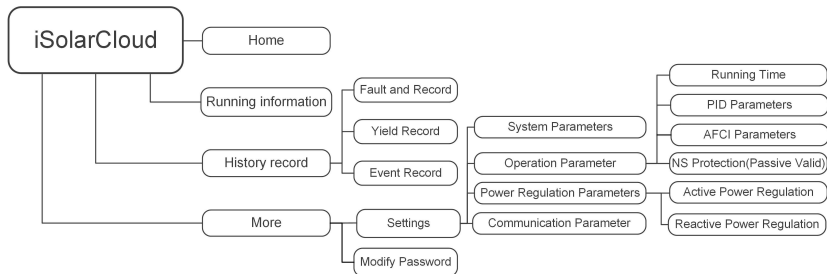 iSolarCloud
Home
Running information
History record
Fault and Record
Yield Record
Event Record
More
Settings
Modify Password
System Parameters
Operation Parameter
Power Regulation Parameters
Communication Parameter
Running Time
PID Parameters
AFCI Parameters
NS Protection(Passive Valid)
Active Power Regulation
Reactive Power Regulation